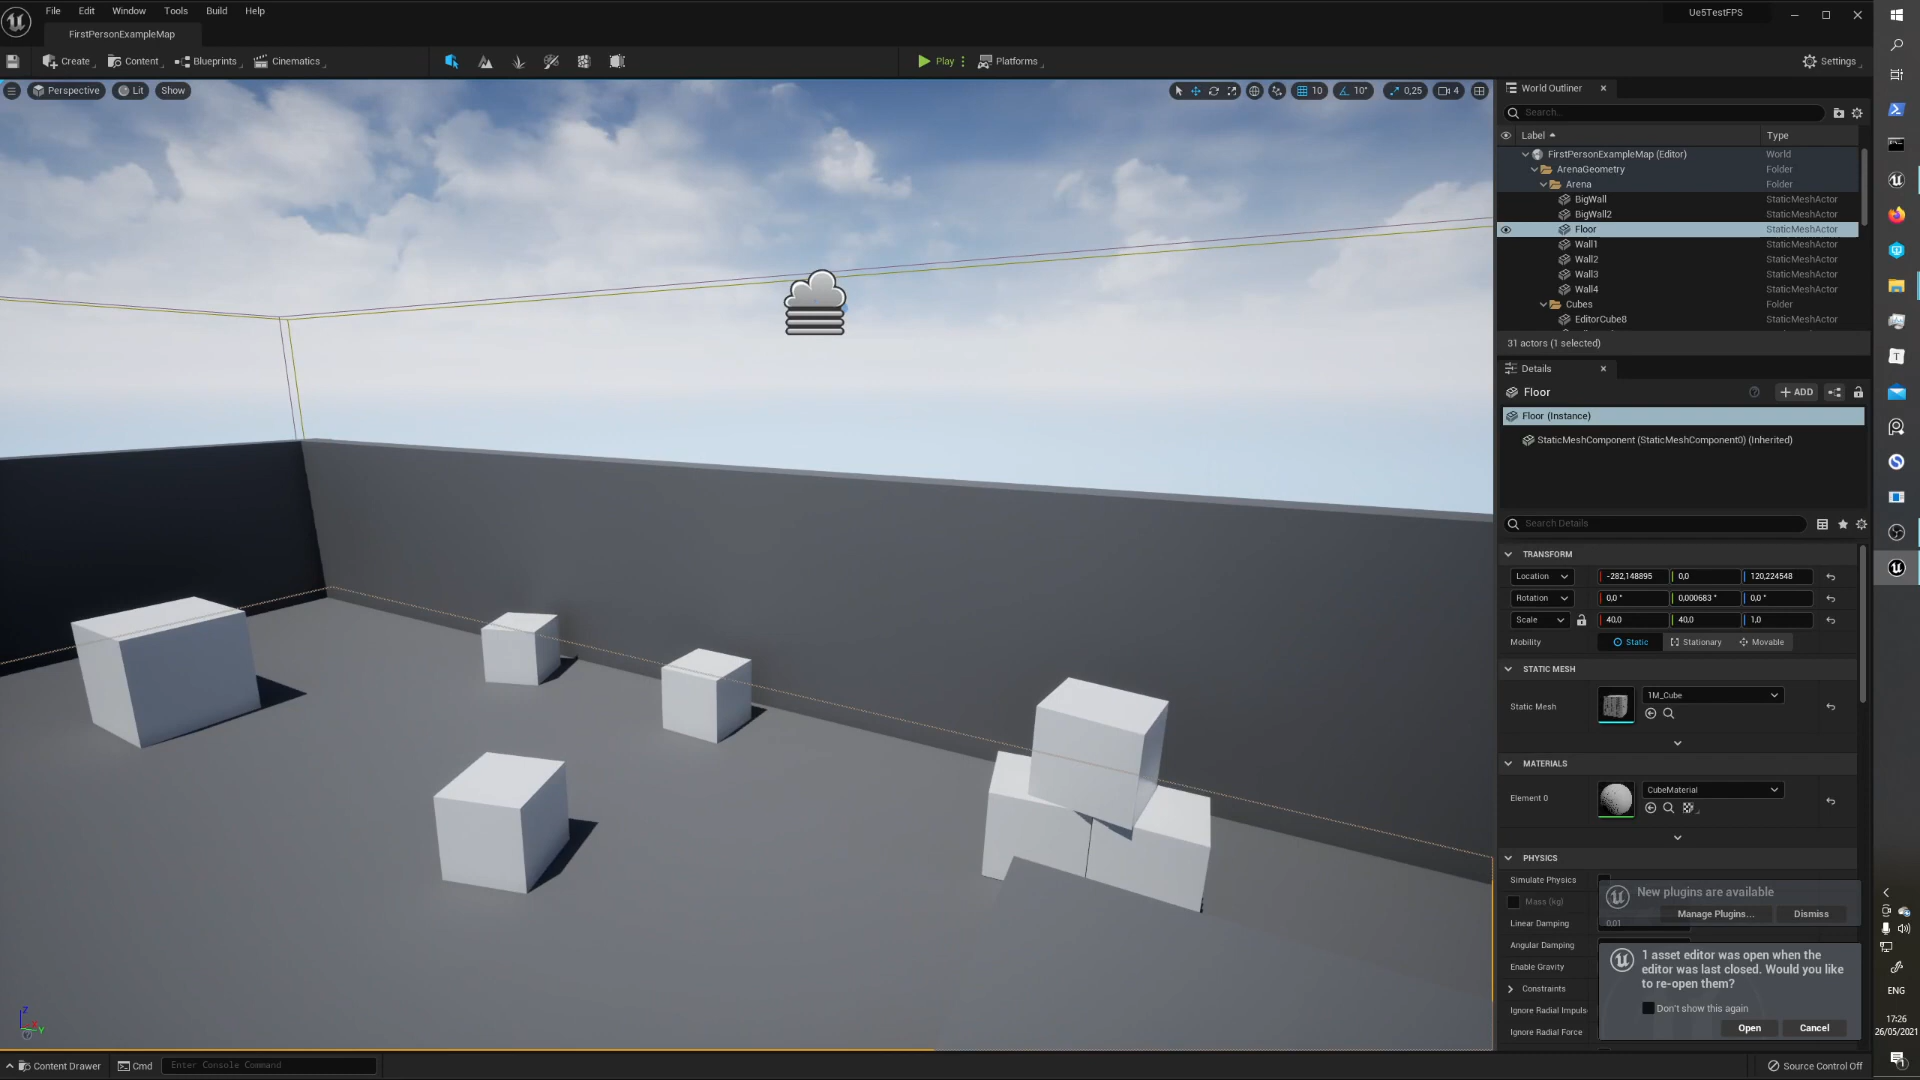 File Edit Window Tools Build Help
Ue5TestFPS
FirstPersonExampleMap
Create Content Blueprints Cinematics Play Platforms Settings
Perspective Lit Show 10 10° 0,25 4
World Outliner
Search...
Label Type
FirstPersonExampleMap (Editor) World
ArenaGeometry Folder
Arena Folder
BigWall StaticMeshActor
BigWall2 StaticMeshActor
Floor StaticMeshActor
Wall1 StaticMeshActor
Wall2 StaticMeshActor
Wall3 StaticMeshActor
Wall4 StaticMeshActor
Cubes Folder
EditorCube8 StaticMeshActor
31 actors (1 selected)
Details
Floor ADD
Floor (Instance)
StaticMeshComponent (StaticMeshComponent0) (Inherited)
Search Details
TRANSFORM
Location -282,148895 0,0 120,224548
Rotation 0,0 ° 0,000683 ° 0,0 °
Scale 40,0 40,0 1,0
Mobility Static Stationary Movable
STATIC MESH
Static Mesh 1M_Cube
MATERIALS
Element 0 CubeMaterial
PHYSICS
Simulate Physics
Mass (kg)
Linear Damping 0,01
Angular Damping
Enable Gravity
Constraints
Ignore Radial Impuls
Ignore Radial Force
New plugins are available
Manage Plugins... Dismiss
1 asset editor was open when the
editor was last closed. Would you like
to re-open them?
Don't show this again
Open Cancel
Z
X
Y
Content Drawer Cmd Enter Console Command Source Control Off
ENG
17:26
26/05/2021